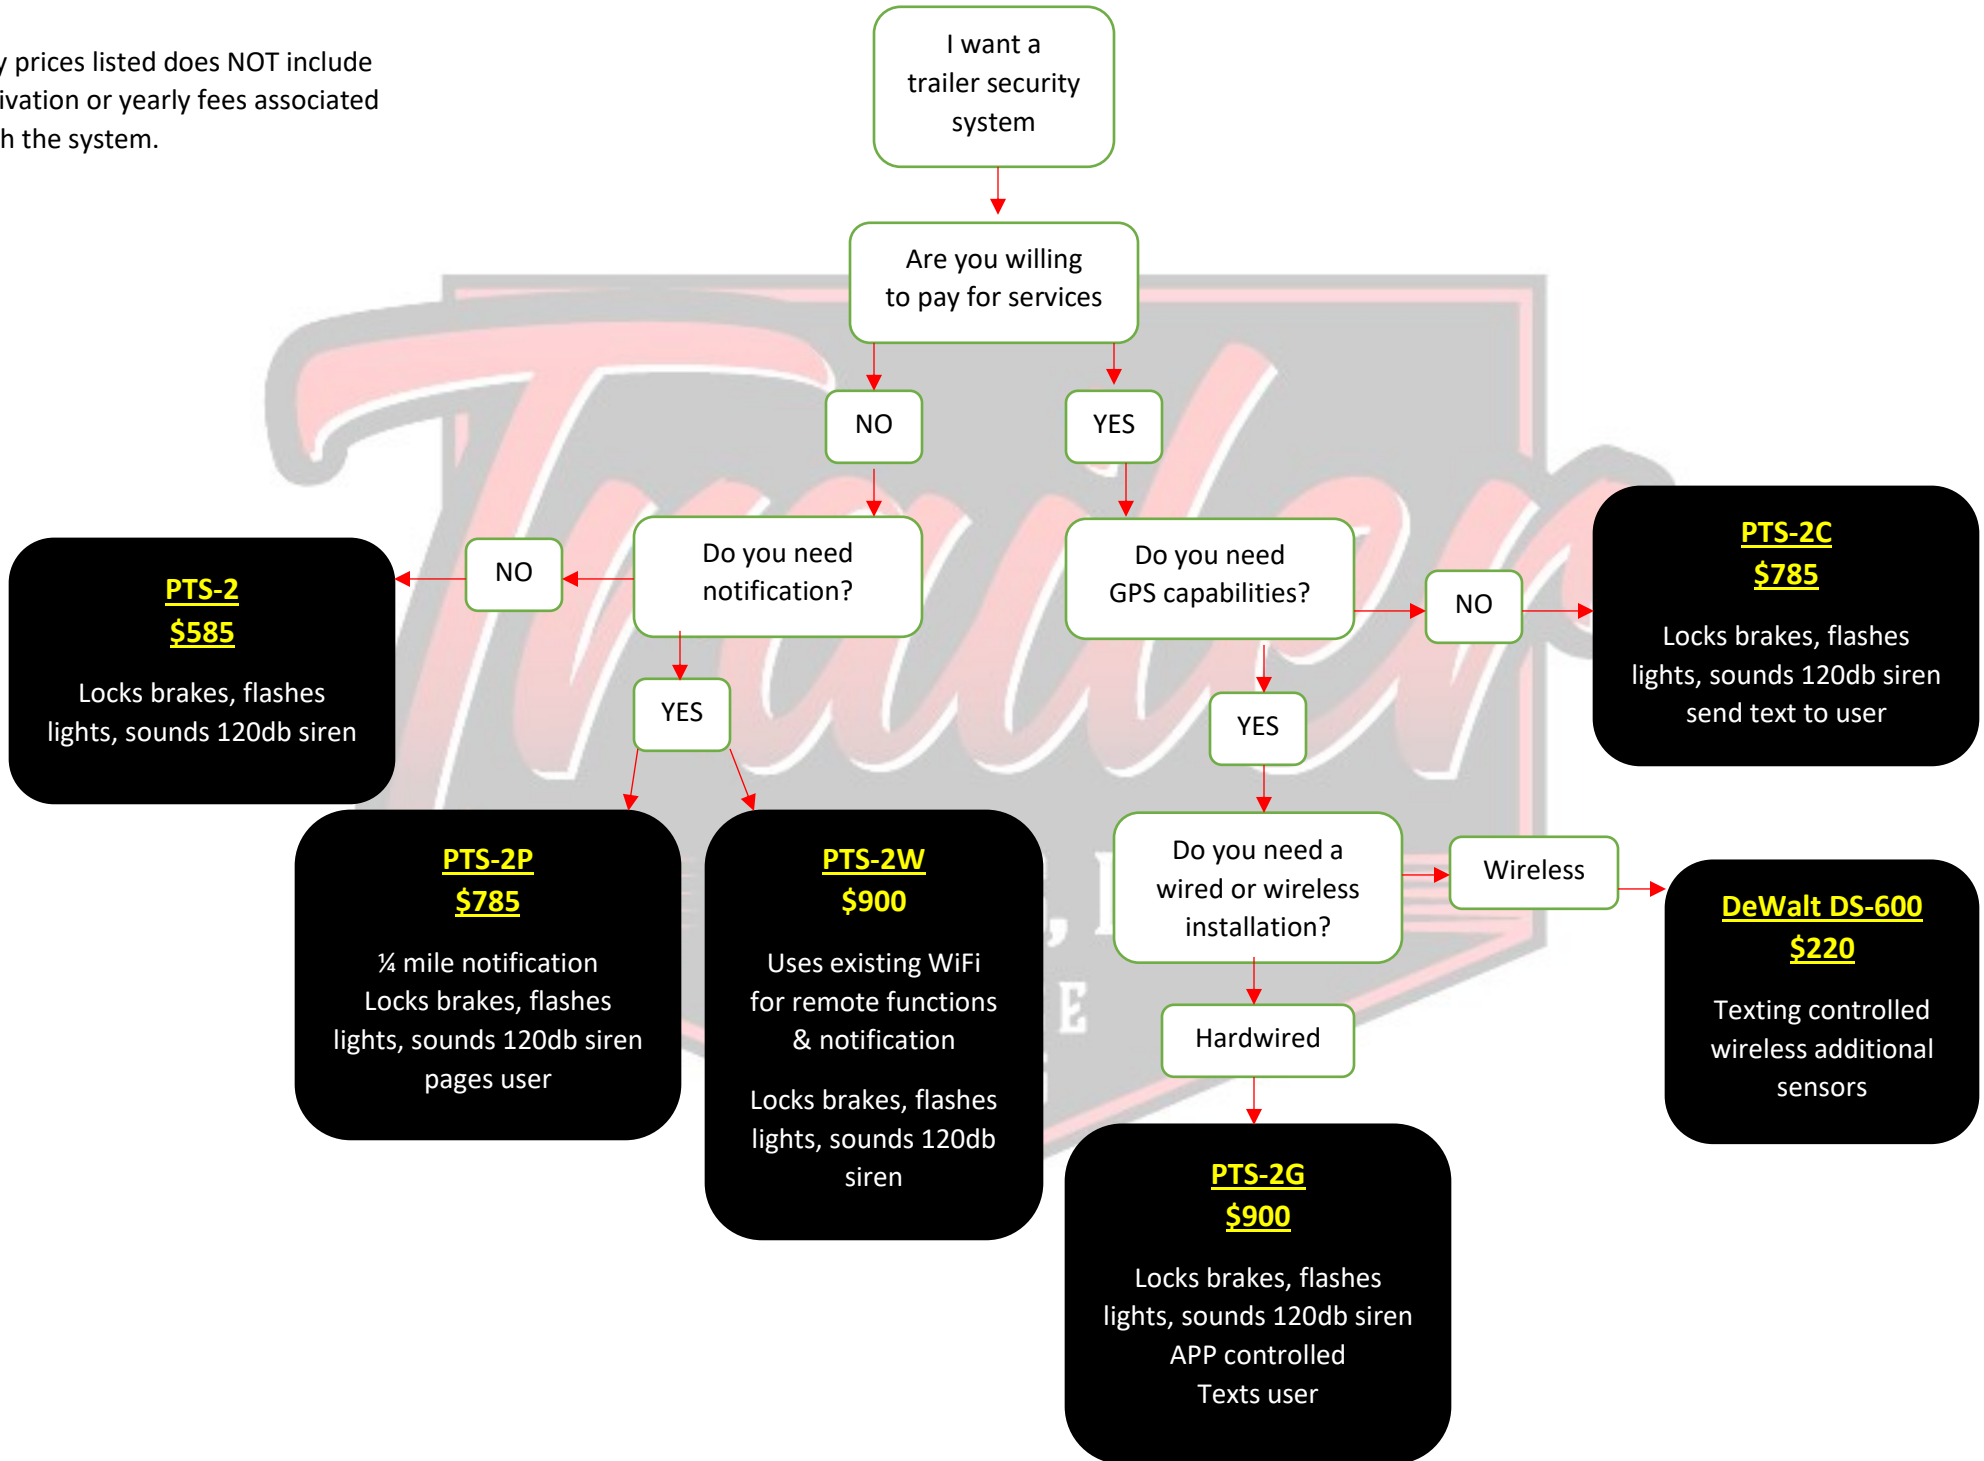 prices listed does NOT include
or yearly fees associated
the system.
I want a
trailer security
system
Are you willing
to pay for services
NO
YES
Do you need
notification?
NO
YES
PTS-2
$585
Locks brakes, flashes
lights, sounds 120db siren
PTS-2P
$785
¼ mile notification
Locks brakes, flashes
lights, sounds 120db siren
pages user
PTS-2W
$900
Uses existing WiFi
for remote functions
& notification
Locks brakes, flashes
lights, sounds 120db
siren
Do you need
GPS capabilities?
NO
PTS-2C
$785
Locks brakes, flashes
lights, sounds 120db siren
send text to user
YES
Do you need a
wired or wireless
installation?
Wireless
DeWalt DS-600
$220
Texting controlled
wireless additional
sensors
Hardwired
PTS-2G
$900
Locks brakes, flashes
lights, sounds 120db siren
APP controlled
Texts user
Trailer